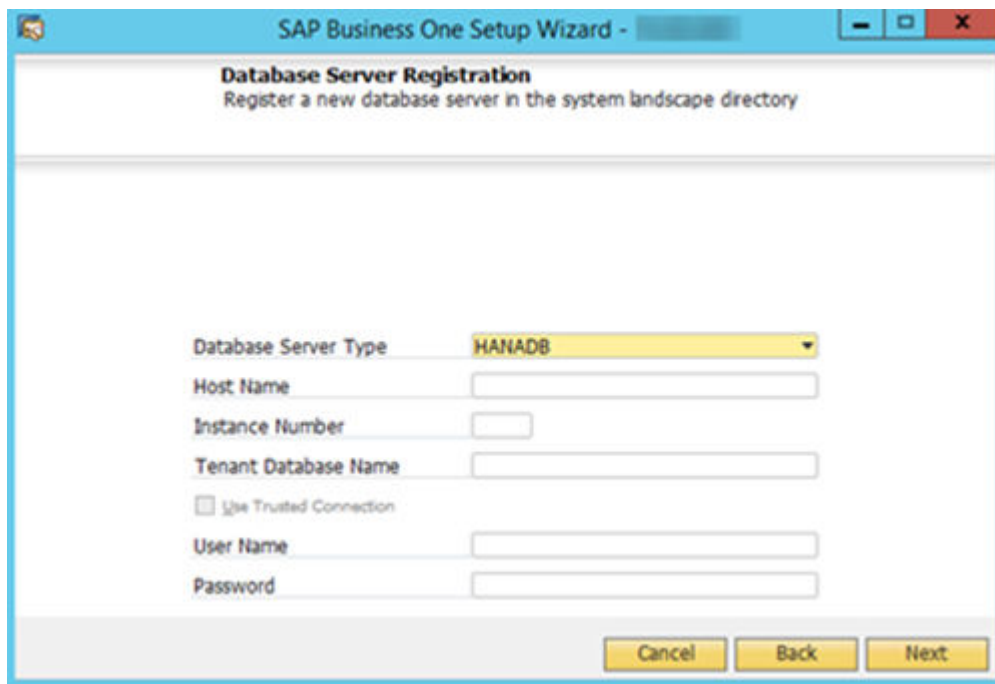 SAP Business One Setup Wizard -
Database Server Registration
Register a new database server in the system landscape directory
Database Server Type HANADB
Host Name
Instance Number
Tenant Database Name
Use Trusted Connection
User Name
Password
Cancel Back Next